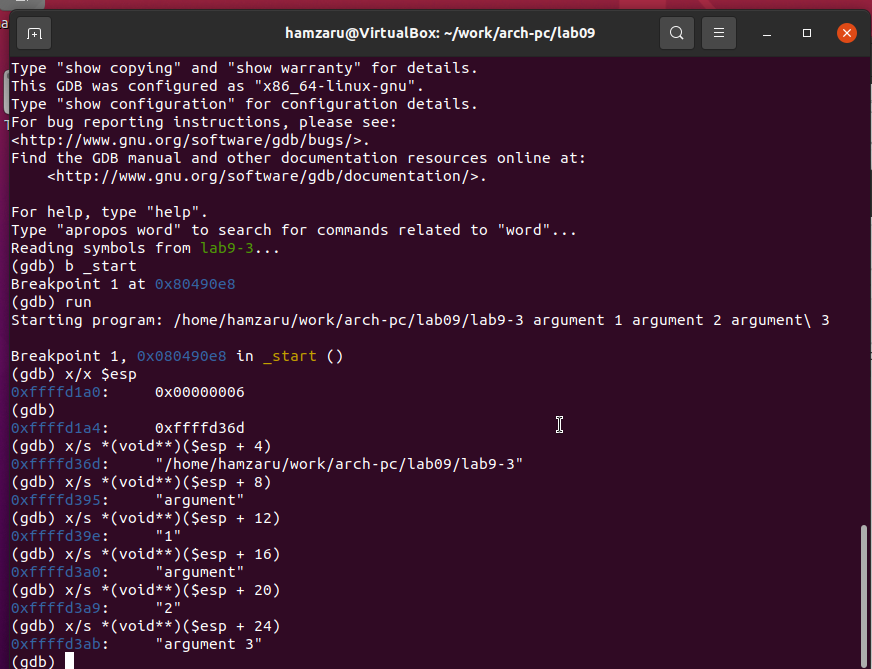 hamzaru@VirtualBox: ~/work/arch-pc/lab09
Type "show copying" and "show warranty" for details.
This GDB was configured as "x86_64-linux-gnu".
Type "show configuration" for configuration details.
For bug reporting instructions, please see:
<http://www.gnu.org/software/gdb/bugs/>.
Find the GDB manual and other documentation resources online at:
    <http://www.gnu.org/software/gdb/documentation/>.
For help, type "help".
Type "apropos word" to search for commands related to "word"...
Reading symbols from lab9-3...
(gdb) b _start
Breakpoint 1 at 0x80490e8
(gdb) run
Starting program: /home/hamzaru/work/arch-pc/lab09/lab9-3 argument 1 argument 2 argument\ 3
Breakpoint 1, 0x080490e8 in _start ()
(gdb) x/x $esp
0xffffd1a0:     0x00000006
(gdb)
0xffffd1a4:     0xffffd36d
(gdb) x/s *(void**)($esp + 4)
0xffffd36d:     "/home/hamzaru/work/arch-pc/lab09/lab9-3"
(gdb) x/s *(void**)($esp + 8)
0xffffd395:     "argument"
(gdb) x/s *(void**)($esp + 12)
0xffffd39e:     "1"
(gdb) x/s *(void**)($esp + 16)
0xffffd3a0:     "argument"
(gdb) x/s *(void**)($esp + 20)
0xffffd3a9:     "2"
(gdb) x/s *(void**)($esp + 24)
0xffffd3ab:     "argument 3"
(gdb)